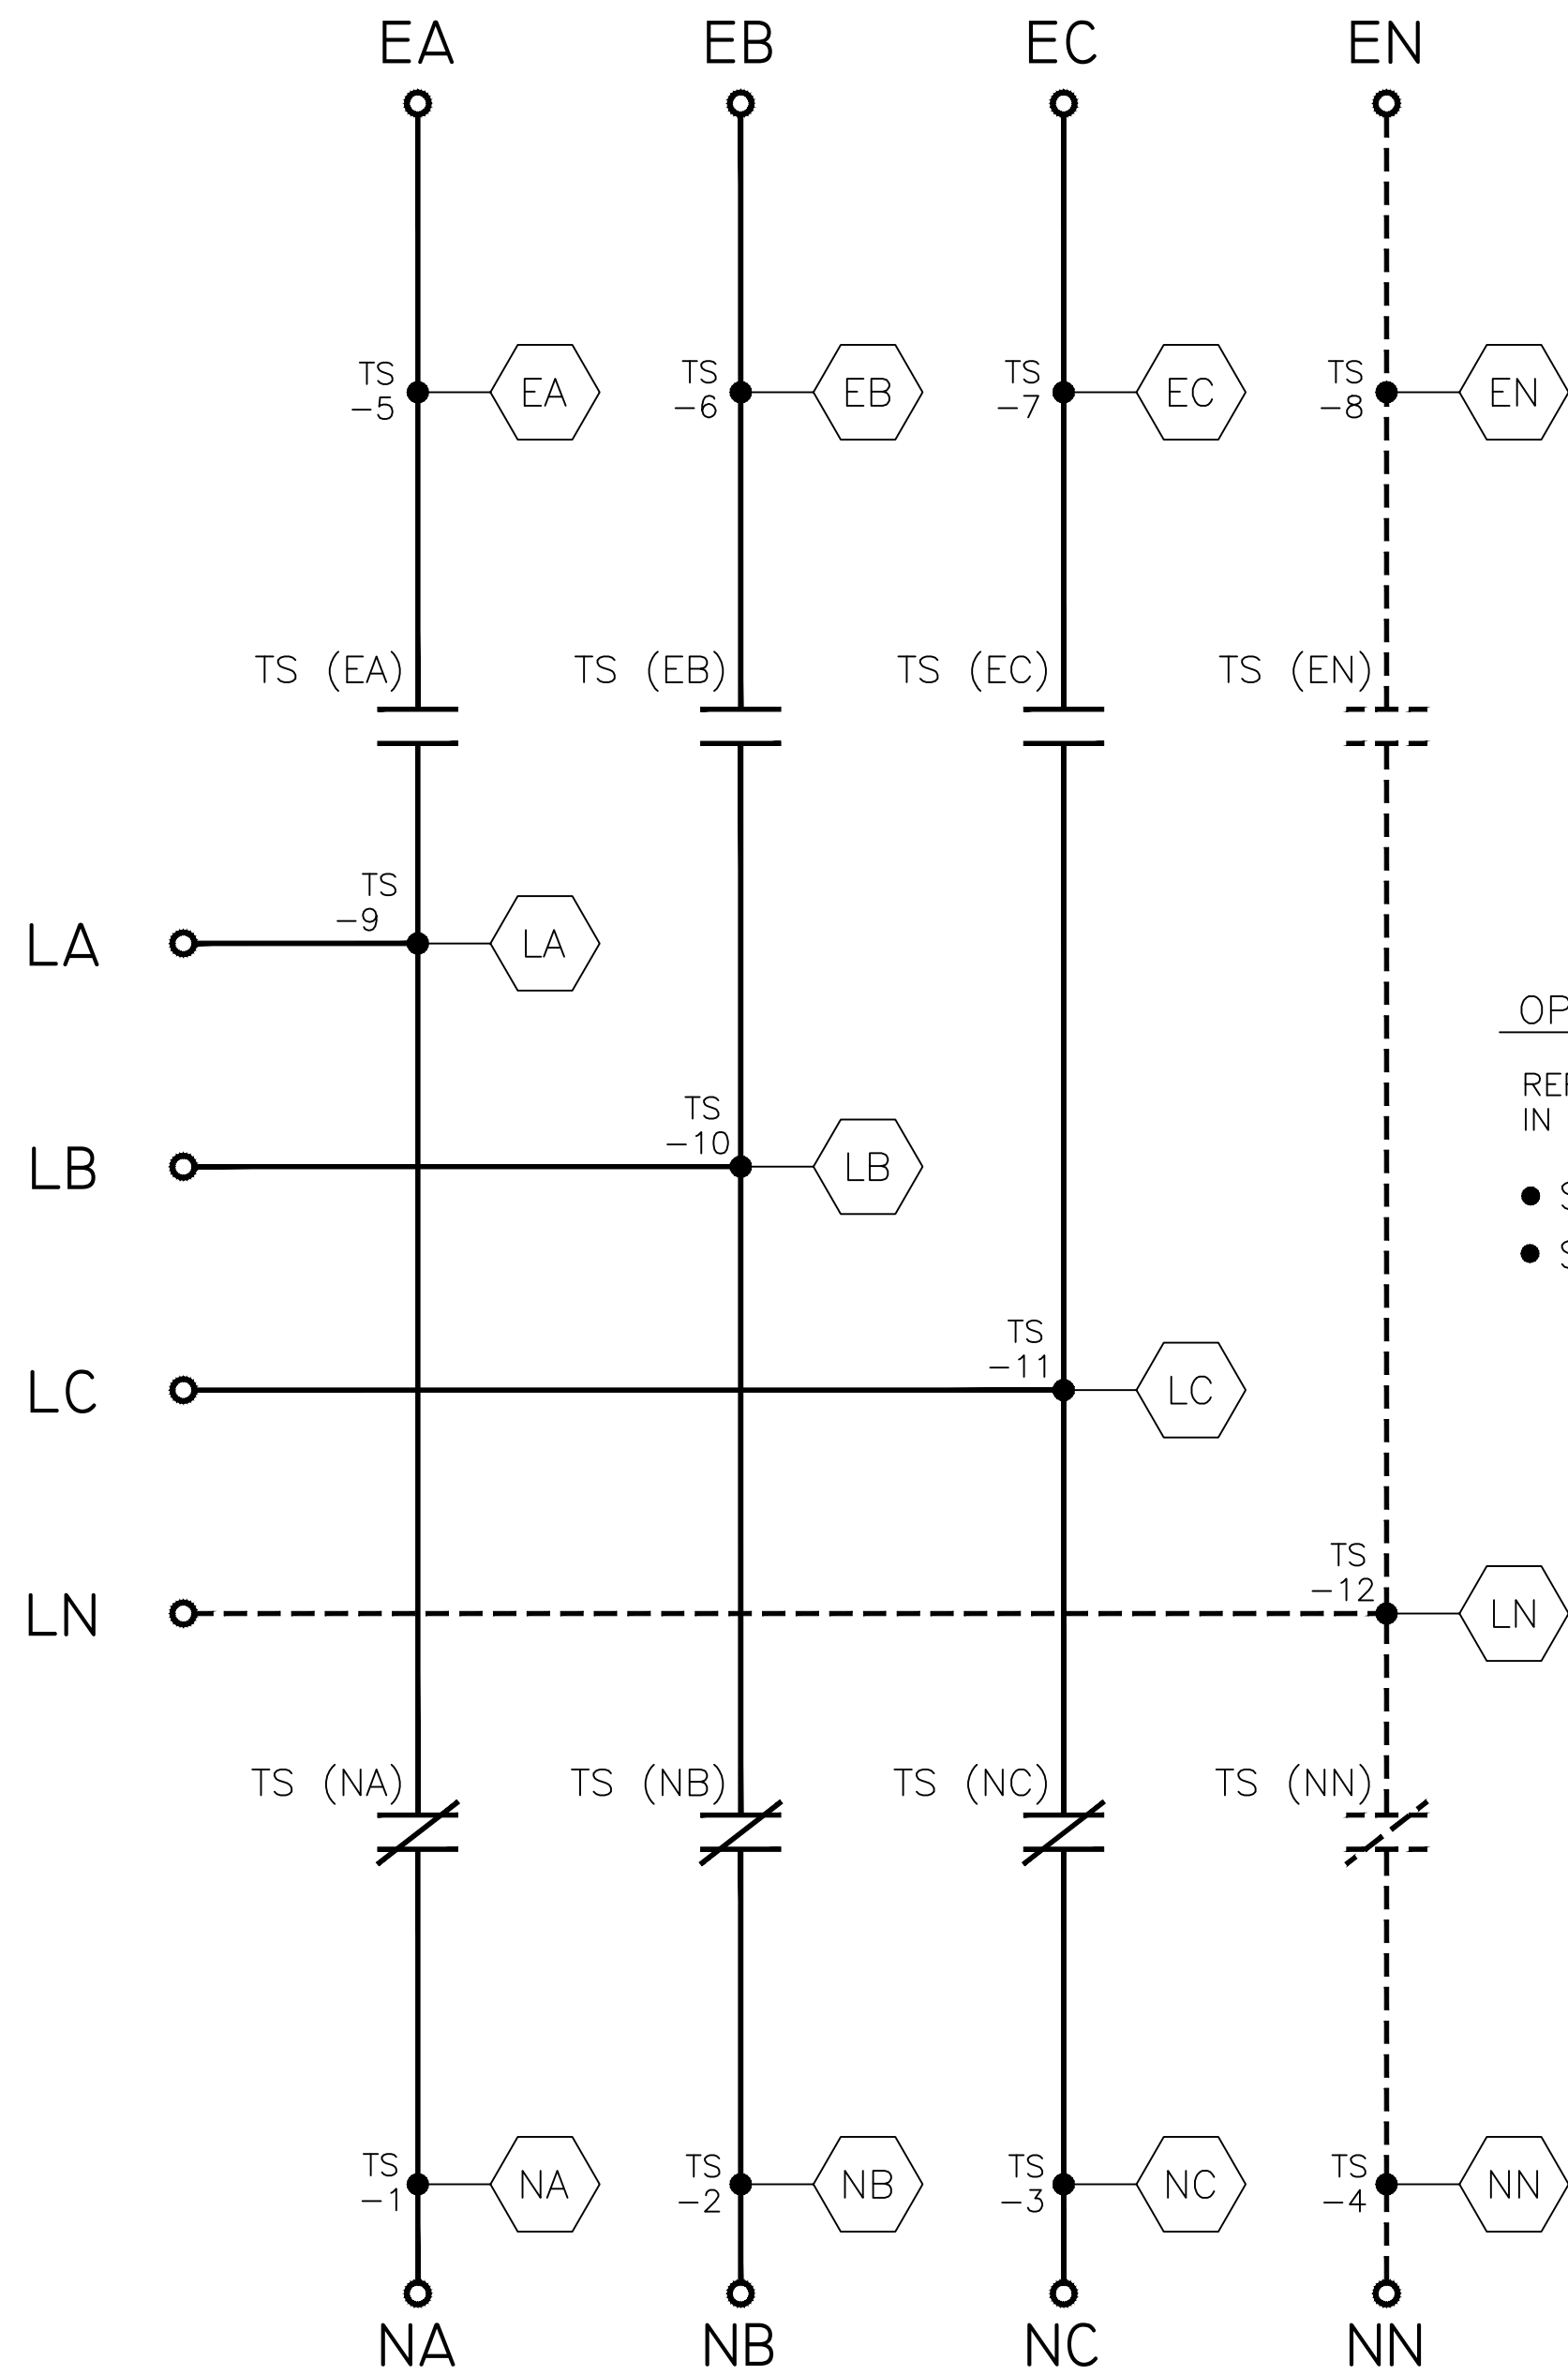 EA EB EC EN
TS
-5
EA
TS
-6
EB
TS
-7
EC
TS
-8
EN
TS (EA) TS (EB) TS (EC) TS (EN)
TS
-9
LA
LA
TS
-10
LB
LB
TS
-11
LC
LC
TS
-12
LN
LN
IN
TS (NA) TS (NB) TS (NC) TS (NN)
TS
-1
NA
TS
-2
NB
TS
-3
NC
TS
-4
NN
NA NB NC NN